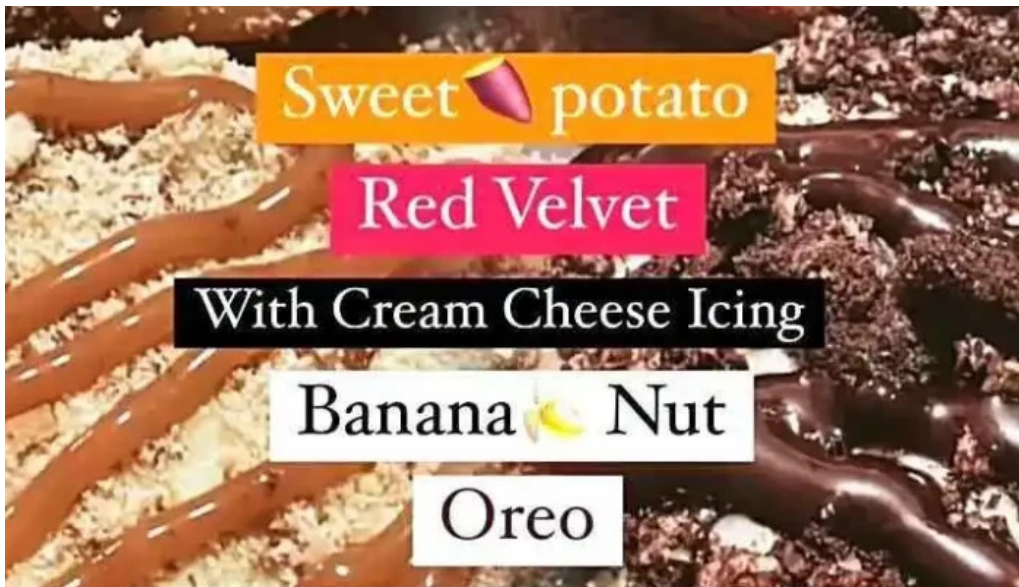 Sweet🍠 potato
Red Velvet
With Cream Cheese Icing
Banana🍌 Nut
Oreo